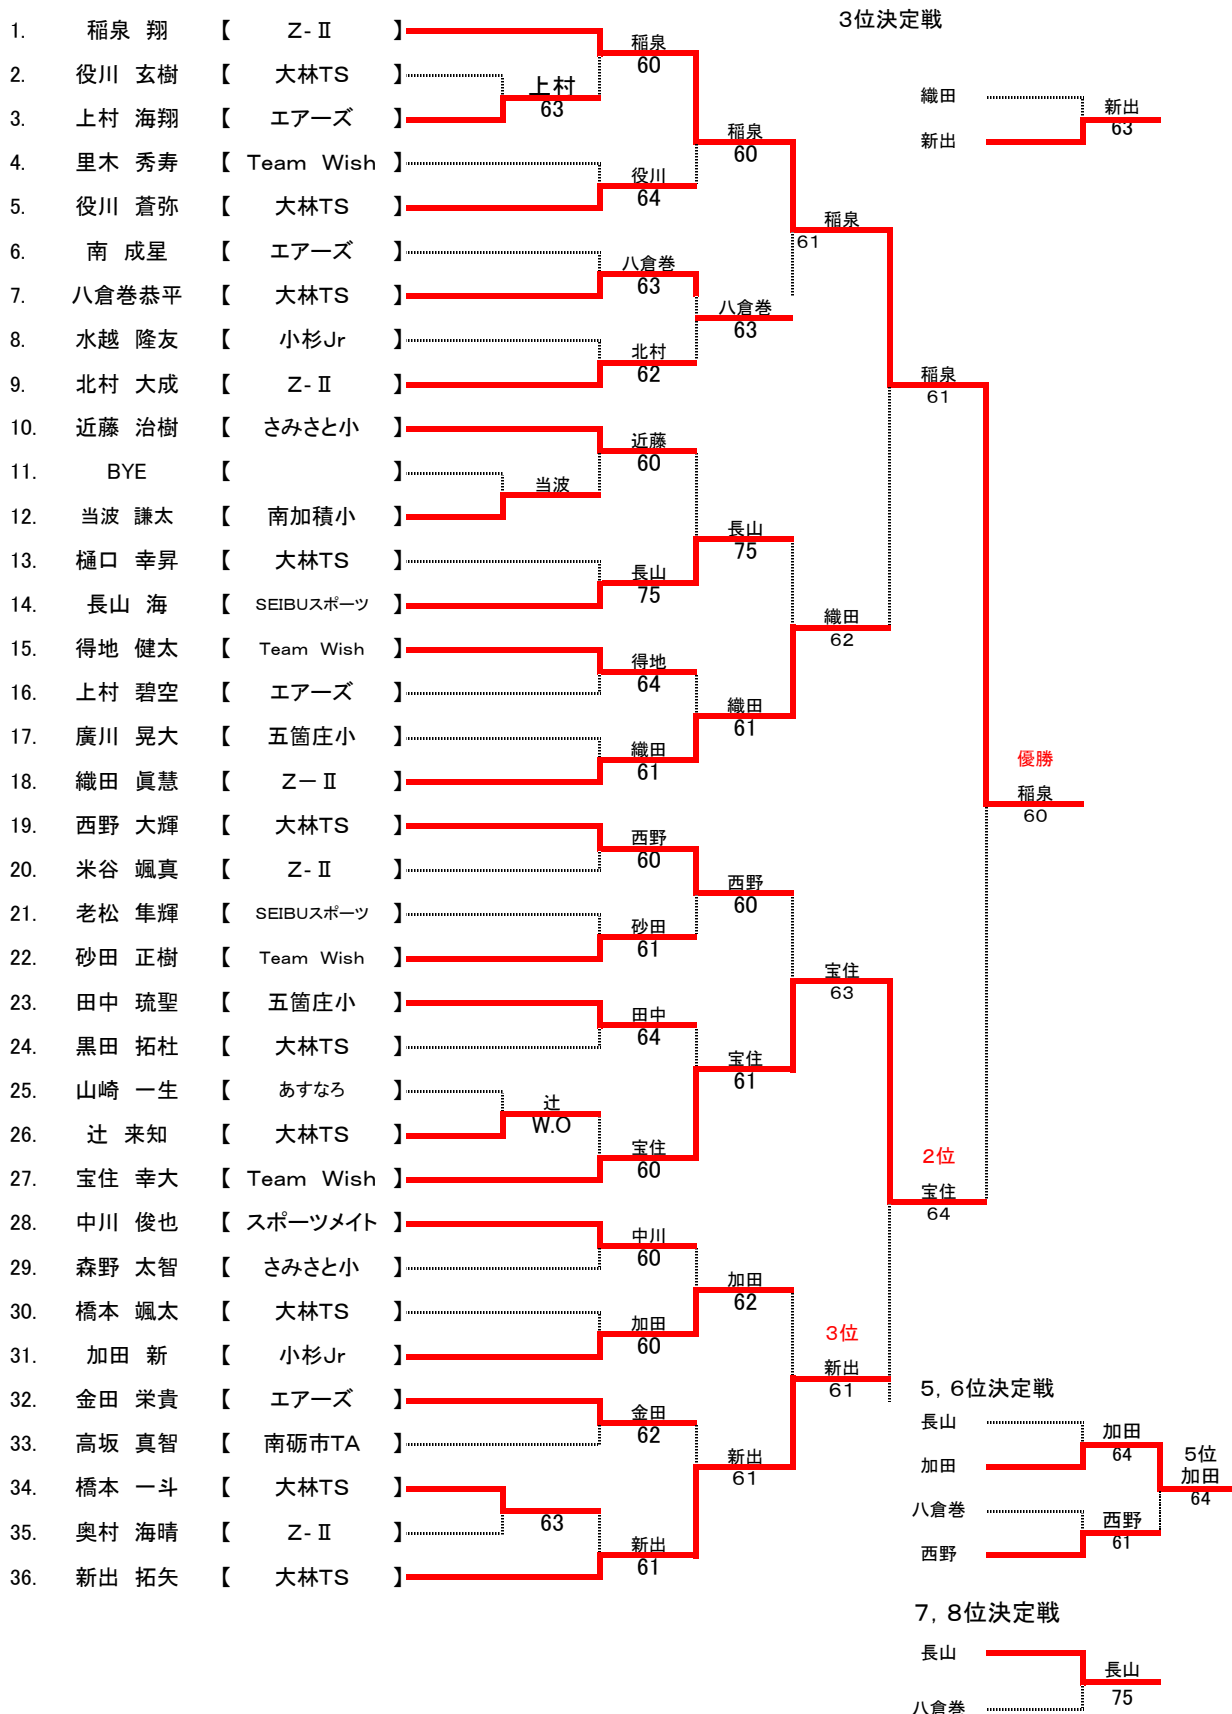 3位決定戦
1. 稲泉 翔 【 Z-Ⅱ 】
稲泉
60
2. 役川 玄樹 【 大林TS 】
上村
63
3. 上村 海翔 【 エアーズ 】
織田
新出
63
新出
稲泉
60
4. 里木 秀寿 【 Team Wish 】
役川
64
5. 役川 蒼弥 【 大林TS 】
稲泉
61
6. 南 成星 【 エアーズ 】
八倉巻
63
7. 八倉巻恭平 【 大林TS 】
八倉巻
63
8. 水越 隆友 【 小杉Jr 】
北村
62
9. 北村 大成 【 Z-Ⅱ 】
稲泉
61
10. 近藤 治樹 【 さみさと小 】
近藤
60
11. BYE 【 】
当波
12. 当波 謙太 【 南加積小 】
長山
75
13. 樋口 幸昇 【 大林TS 】
長山
75
14. 長山 海 【 SEIBUスポーツ 】
織田
62
15. 得地 健太 【 Team Wish 】
得地
64
16. 上村 碧空 【 エアーズ 】
織田
61
17. 廣川 晃大 【 五箇庄小 】
織田
61
18. 織田 眞慧 【 Z－Ⅱ 】
優勝
稲泉
60
19. 西野 大輝 【 大林TS 】
西野
60
20. 米谷 颯真 【 Z-Ⅱ 】
西野
60
21. 老松 隼輝 【 SEIBUスポーツ 】
砂田
61
22. 砂田 正樹 【 Team Wish 】
宝住
63
23. 田中 琉聖 【 五箇庄小 】
田中
64
24. 黒田 拓杜 【 大林TS 】
宝住
61
25. 山崎 一生 【 あすなろ 】
辻
W.O
26. 辻 来知 【 大林TS 】
宝住
60
27. 宝住 幸大 【 Team Wish 】
2位
宝住
64
28. 中川 俊也 【 スポーツメイト 】
中川
60
29. 森野 太智 【 さみさと小 】
加田
62
30. 橋本 颯太 【 大林TS 】
加田
60
31. 加田 新 【 小杉Jr 】
3位
新出
61
32. 金田 栄貴 【 エアーズ 】
金田
62
33. 高坂 真智 【 南砺市TA 】
新出
61
34. 橋本 一斗 【 大林TS 】
63
35. 奥村 海晴 【 Z-Ⅱ 】
新出
61
36. 新出 拓矢 【 大林TS 】
5,6位決定戦
長山
加田
64
加田
5位
加田
64
八倉巻
西野
61
西野
7,8位決定戦
長山
長山
75
八倉巻